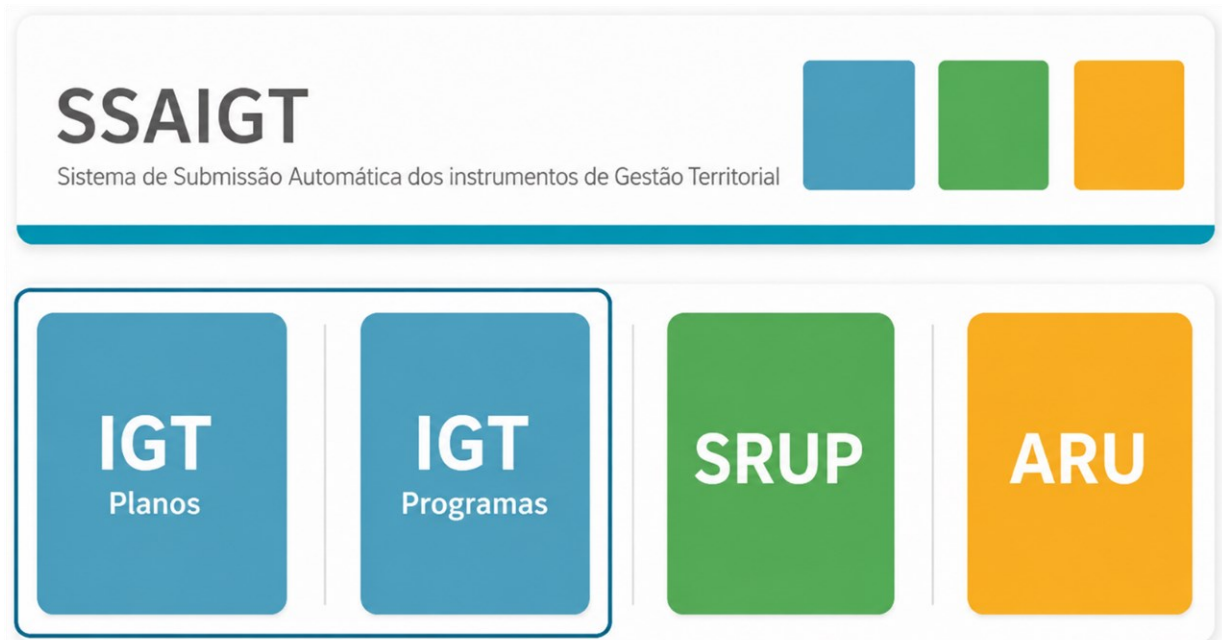 SSAIGT
Sistema de Submissão Automática dos instrumentos de Gestão Territorial
IGT
Planos
IGT
Programas
SRUP
ARU